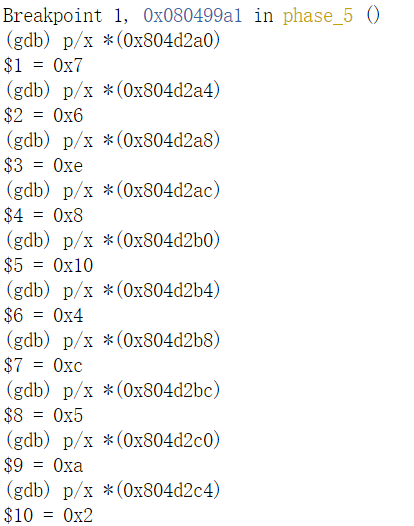 Breakpoint 1, 0x080499a1 in phase_5 ()
(gdb) p/x *(0x804d2a0)
$1 = 0x7
(gdb) p/x *(0x804d2a4)
$2 = 0x6
(gdb) p/x *(0x804d2a8)
$3 = 0xe
(gdb) p/x *(0x804d2ac)
$4 = 0x8
(gdb) p/x *(0x804d2b0)
$5 = 0x10
(gdb) p/x *(0x804d2b4)
$6 = 0x4
(gdb) p/x *(0x804d2b8)
$7 = 0xc
(gdb) p/x *(0x804d2bc)
$8 = 0x5
(gdb) p/x *(0x804d2c0)
$9 = 0xa
(gdb) p/x *(0x804d2c4)
$10 = 0x2